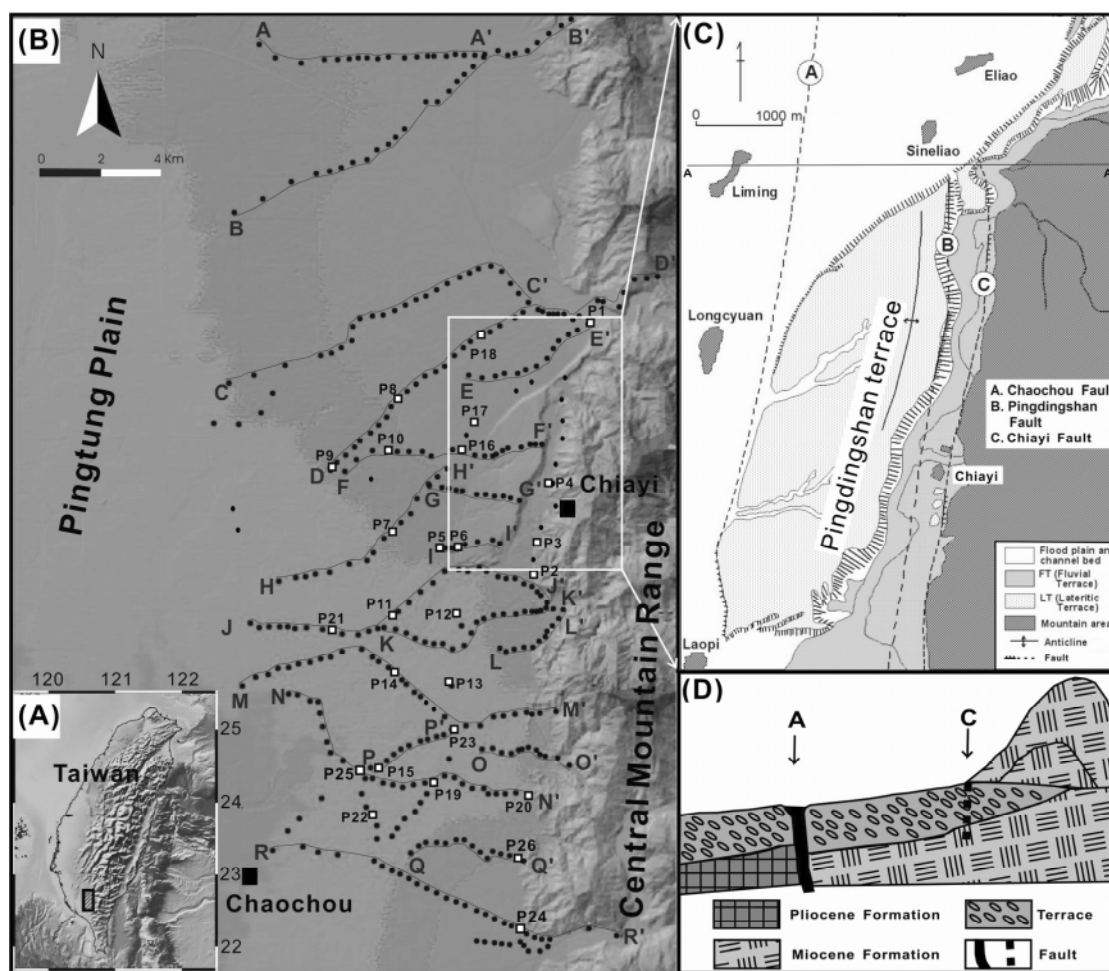 (B)
A
A'
B'
N
0 2 4 Km
B
C'
D'
P1
E'
P18
E
C
P8
P17
P10
P16
F'
P9
D
F
H'
G
G'
P4
Chiayi
P7
P5
P6
I'
I
P3
H
P2
J'
K'
P11
P12
J
P21
K
L'
L
M
N
P14
P13
M'
P'
P23
P
O
O'
P25
P15
P19
P20
N'
P22
R
Q
P26
Q'
Chaochou
P24
R'
Pingtung Plain
Central Mountain Range
(A)
120 121 122
Taiwan
25
24
23
22
(C)
A
Eliao
0 1000 m
Sineliao
A
A
Liming
B
C
Longcyuan
Pingdingshan terrace
A. Chaochou Faul
B. Pingdingshan
Fault
C. Chiayi Fault
Chiayi
Flood plain and
channel bed
FT (Fluvial
Terrace)
LT (Lateritic
Terrace)
Mountain area
Anticline
Fault
Laopi
(D)
A
C
Pliocene Formation
Terrace
Miocene Formation
Fault